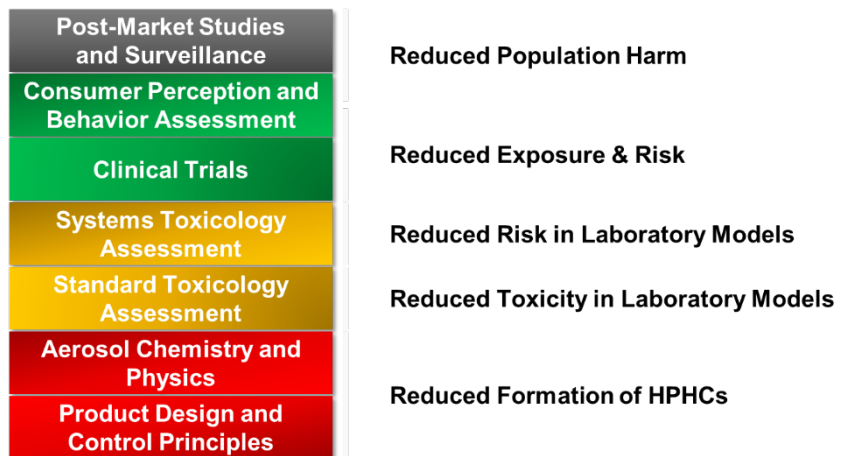 Post-Market Studies
and Surveillance
Reduced Population Harm
Consumer Perception and
Behavior Assessment
Clinical Trials
Reduced Exposure & Risk
Systems Toxicology
Assessment
Reduced Risk in Laboratory Models
Standard Toxicology
Assessment
Reduced Toxicity in Laboratory Models
Aerosol Chemistry and
Physics
Reduced Formation of HPHCs
Product Design and
Control Principles